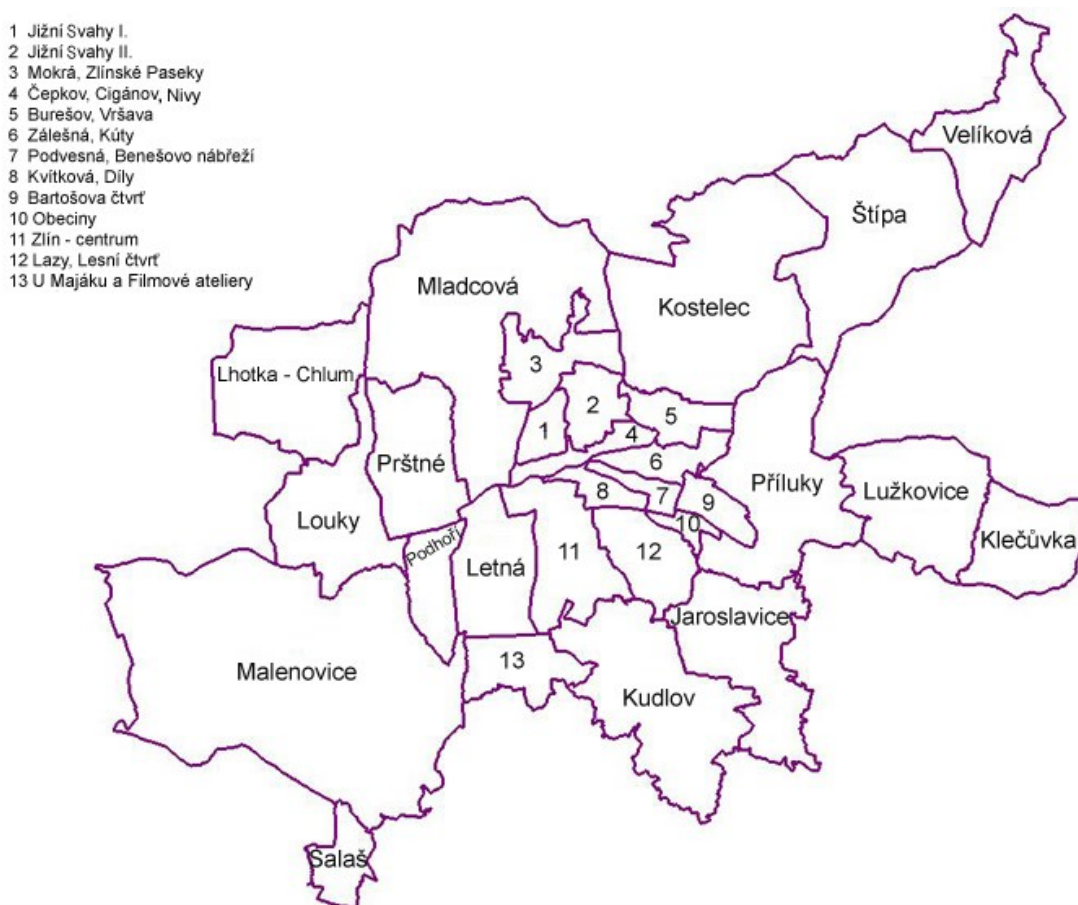 1 Jižní Svahy I.
2 Jižní Svahy II.
3 Mokrá, Zlínské Paseky
4 Čepkov, Cigánov, Nivy
5 Burešov, Vršava
6 Zálešná, Kúty
7 Podvesná, Benešovo nábřeží
8 Kvítková, Díly
9 Bartošova čtvrť
10 Obeciny
11 Zlín - centrum
12 Lazy, Lesní čtvrť
13 U Majáku a Filmové ateliery
Velíková
Štípa
Mladcová
Kostelec
3
Lhotka - Chlum
2
5
1
4
6
Prštné
Příluky
Lužkovice
8
7
9
Louky
10
Klečůvka
Podhoří
11
12
Letná
Jaroslavice
13
Malenovice
Kudlov
Salaš